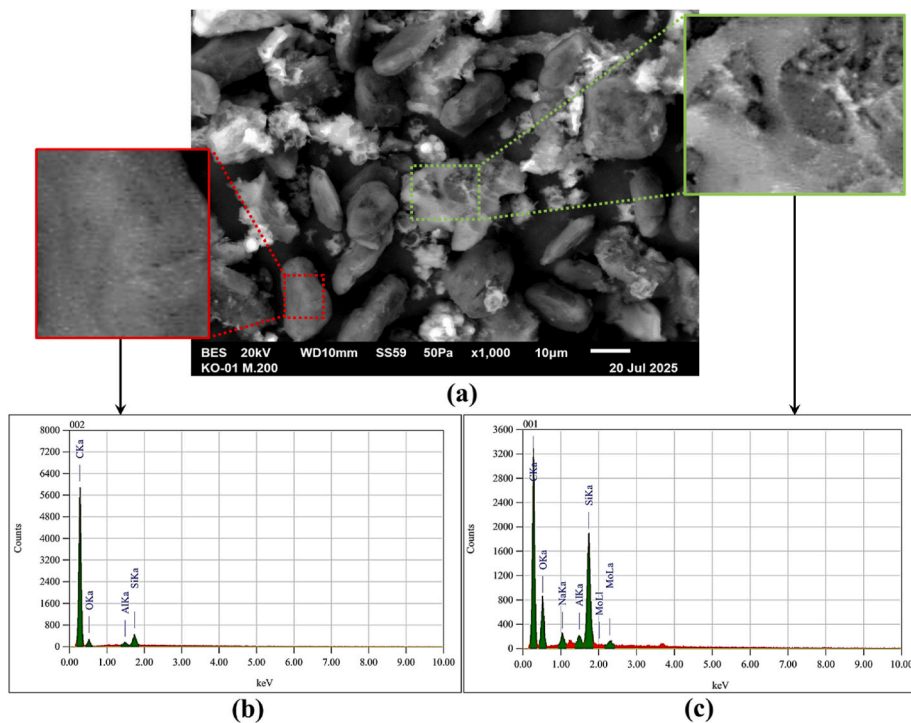 BES 20kV WD10mm SS59 50Pa x1,000 10µm
KO-01 M.200 20 Jul 2025
(a)
002
8000
7200
6400
5600
4800
4000
3200
2400
1600
800
0
Counts
CKa
OKa
AlKa
SiKa
0.00 1.00 2.00 3.00 4.00 5.00 6.00 7.00 8.00 9.00 10.00
keV
(b)
001
3600
3200
2800
2400
2000
1600
1200
800
400
0
Counts
CKa
OKa
NaKa
AlKa
SiKa
MoLl
MoLa
0.00 1.00 2.00 3.00 4.00 5.00 6.00 7.00 8.00 9.00 10.00
keV
(c)